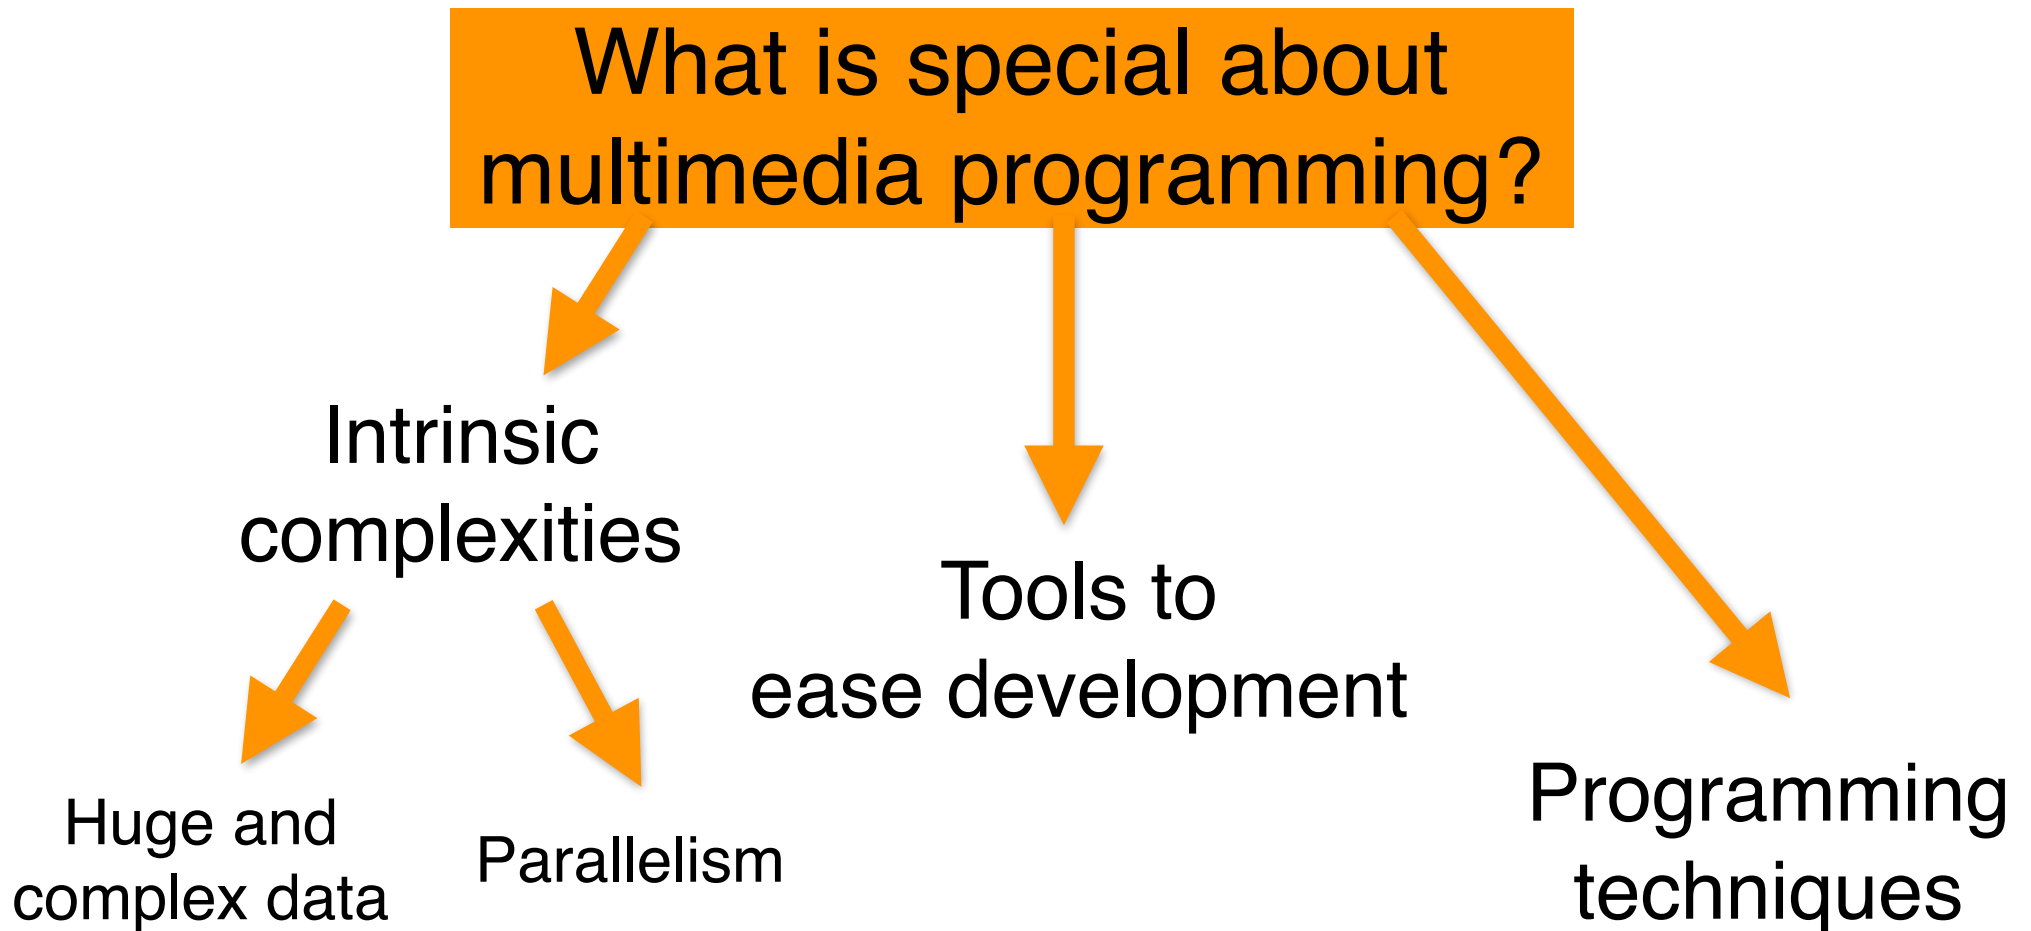 What is special about
multimedia programming?
Intrinsic
complexities
Tools to
ease development
Programming
techniques
Huge and
complex data
Parallelism